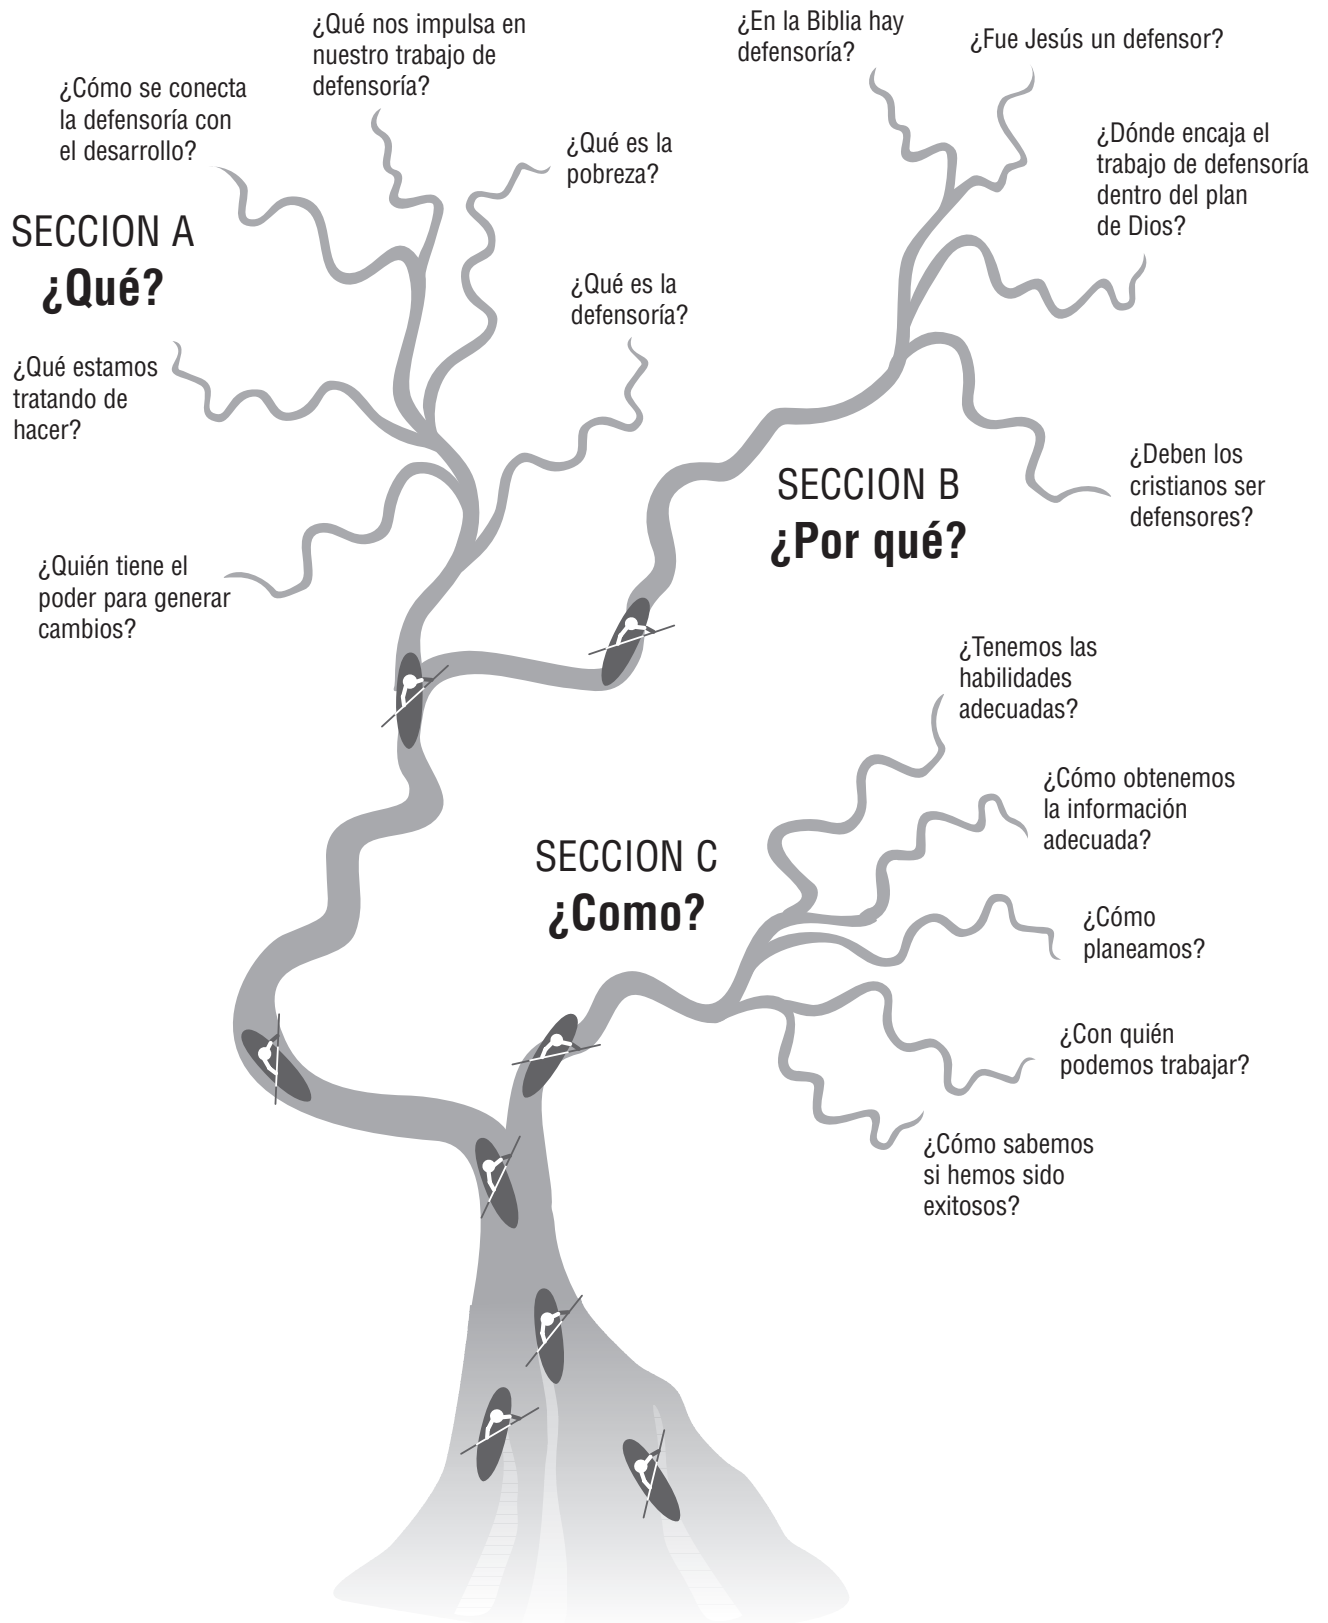 ¿Qué nos impulsa en
nuestro trabajo de
defensoría?
¿Cómo se conecta
la defensoría con
el desarrollo?
¿Qué es la
pobreza?
SECCION A
¿Qué?
¿Qué es la
defensoría?
¿Qué estamos
tratando de
hacer?
¿Quién tiene el
poder para generar
cambios?
¿En la Biblia hay
defensoría?
¿Fue Jesús un defensor?
¿Dónde encaja el
trabajo de defensoría
dentro del plan
de Dios?
SECCION B
¿Por qué?
¿Deben los
cristianos ser
defensores?
SECCION C
¿Como?
¿Tenemos las
habilidades
adecuadas?
¿Cómo obtenemos
la información
adecuada?
¿Cómo
planeamos?
¿Con quién
podemos trabajar?
¿Cómo sabemos
si hemos sido
exitosos?